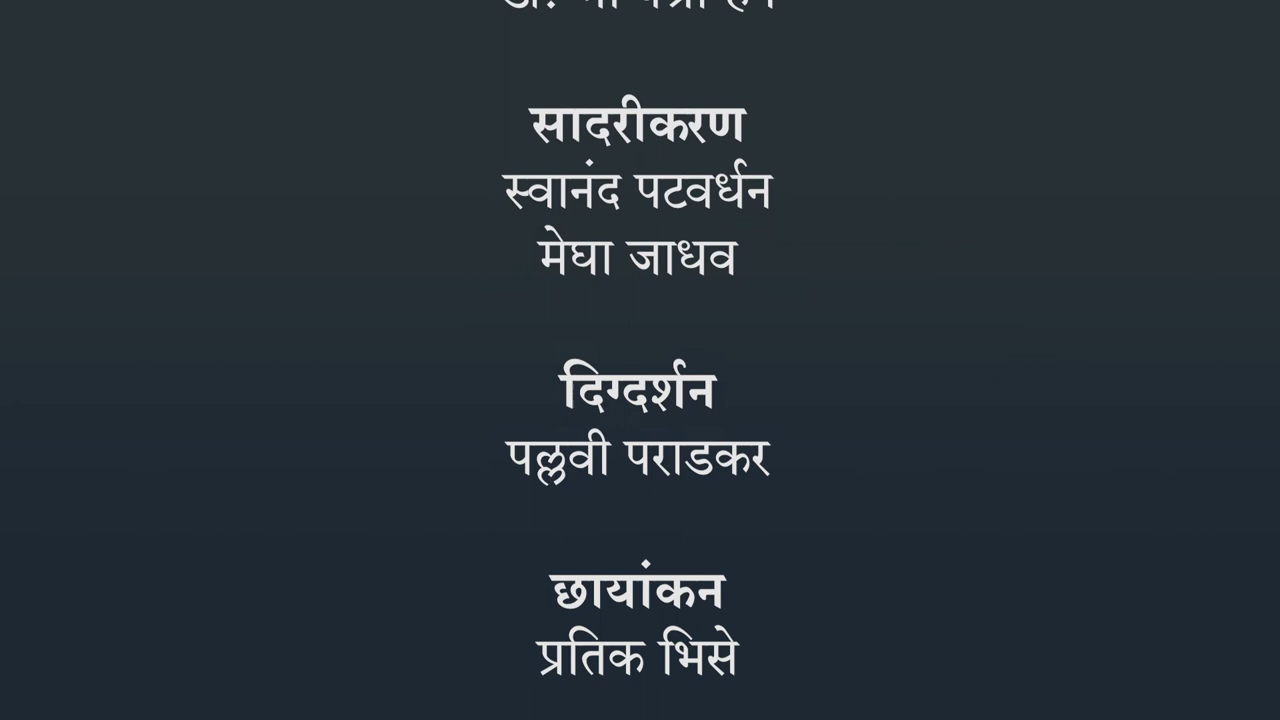 सादरीकरण
स्वानंद पटवर्धन
मेघा जाधव
दिग्दर्शन
पल्लवी पराडकर
छायांकन
प्रतिक भिसे